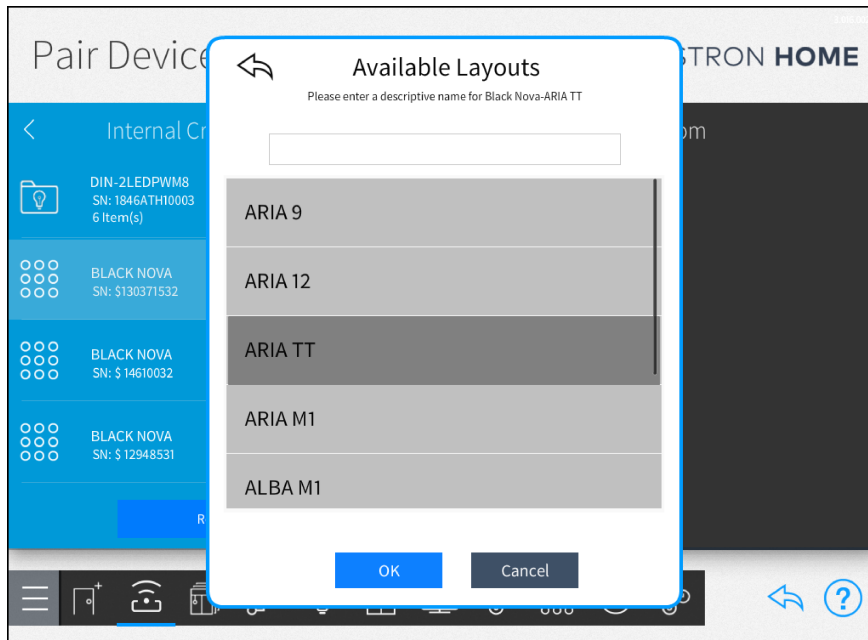 Pair Device
STRON HOME
Internal Cr
om
DIN-2LEDPWM8
SN: 1846ATH10003
6 Item(s)
BLACK NOVA
SN: $130371532
BLACK NOVA
SN: $ 14610032
BLACK NOVA
SN: $ 12948531
R
Available Layouts
Please enter a descriptive name for Black Nova-ARIA TT
ARIA 9
ARIA 12
ARIA TT
ARIA M1
ALBA M1
OK
Cancel
?